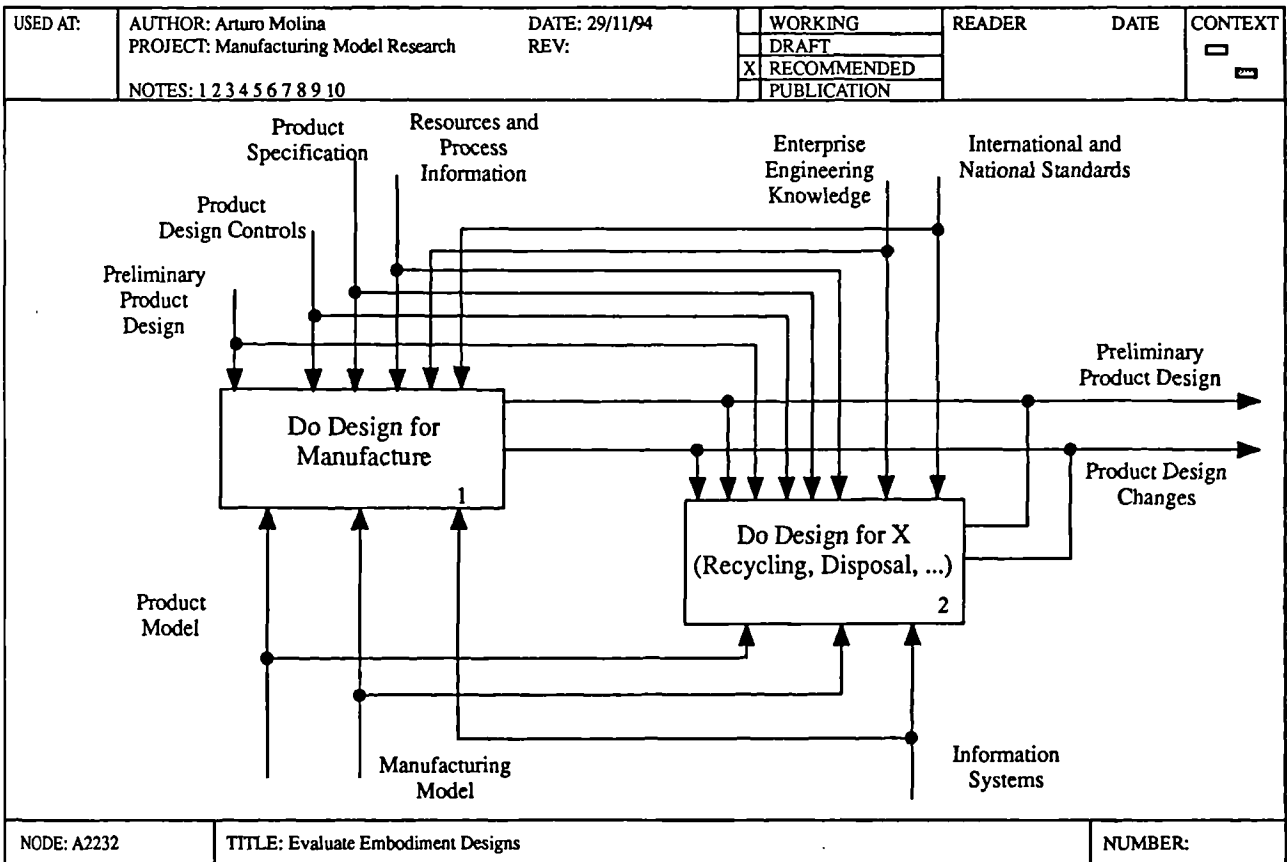 USED AT:
AUTHOR: Arturo Molina
DATE: 29/11/94
PROJECT: Manufacturing Model Research
REV:
NOTES: 1 2 3 4 5 6 7 8 9 10
WORKING
DRAFT
X RECOMMENDED
PUBLICATION
READER
DATE
CONTEXT
Product
Specification
Resources and
Process
Information
Enterprise
Engineering
Knowledge
International and
National Standards
Product
Design Controls
Preliminary
Product
Design
Do Design for
Manufacture
1
Preliminary
Product Design
Product Design
Changes
Do Design for X
(Recycling, Disposal, ...)
2
Product
Model
Manufacturing
Model
Information
Systems
NODE: A2232
TITLE: Evaluate Embodiment Designs
NUMBER: